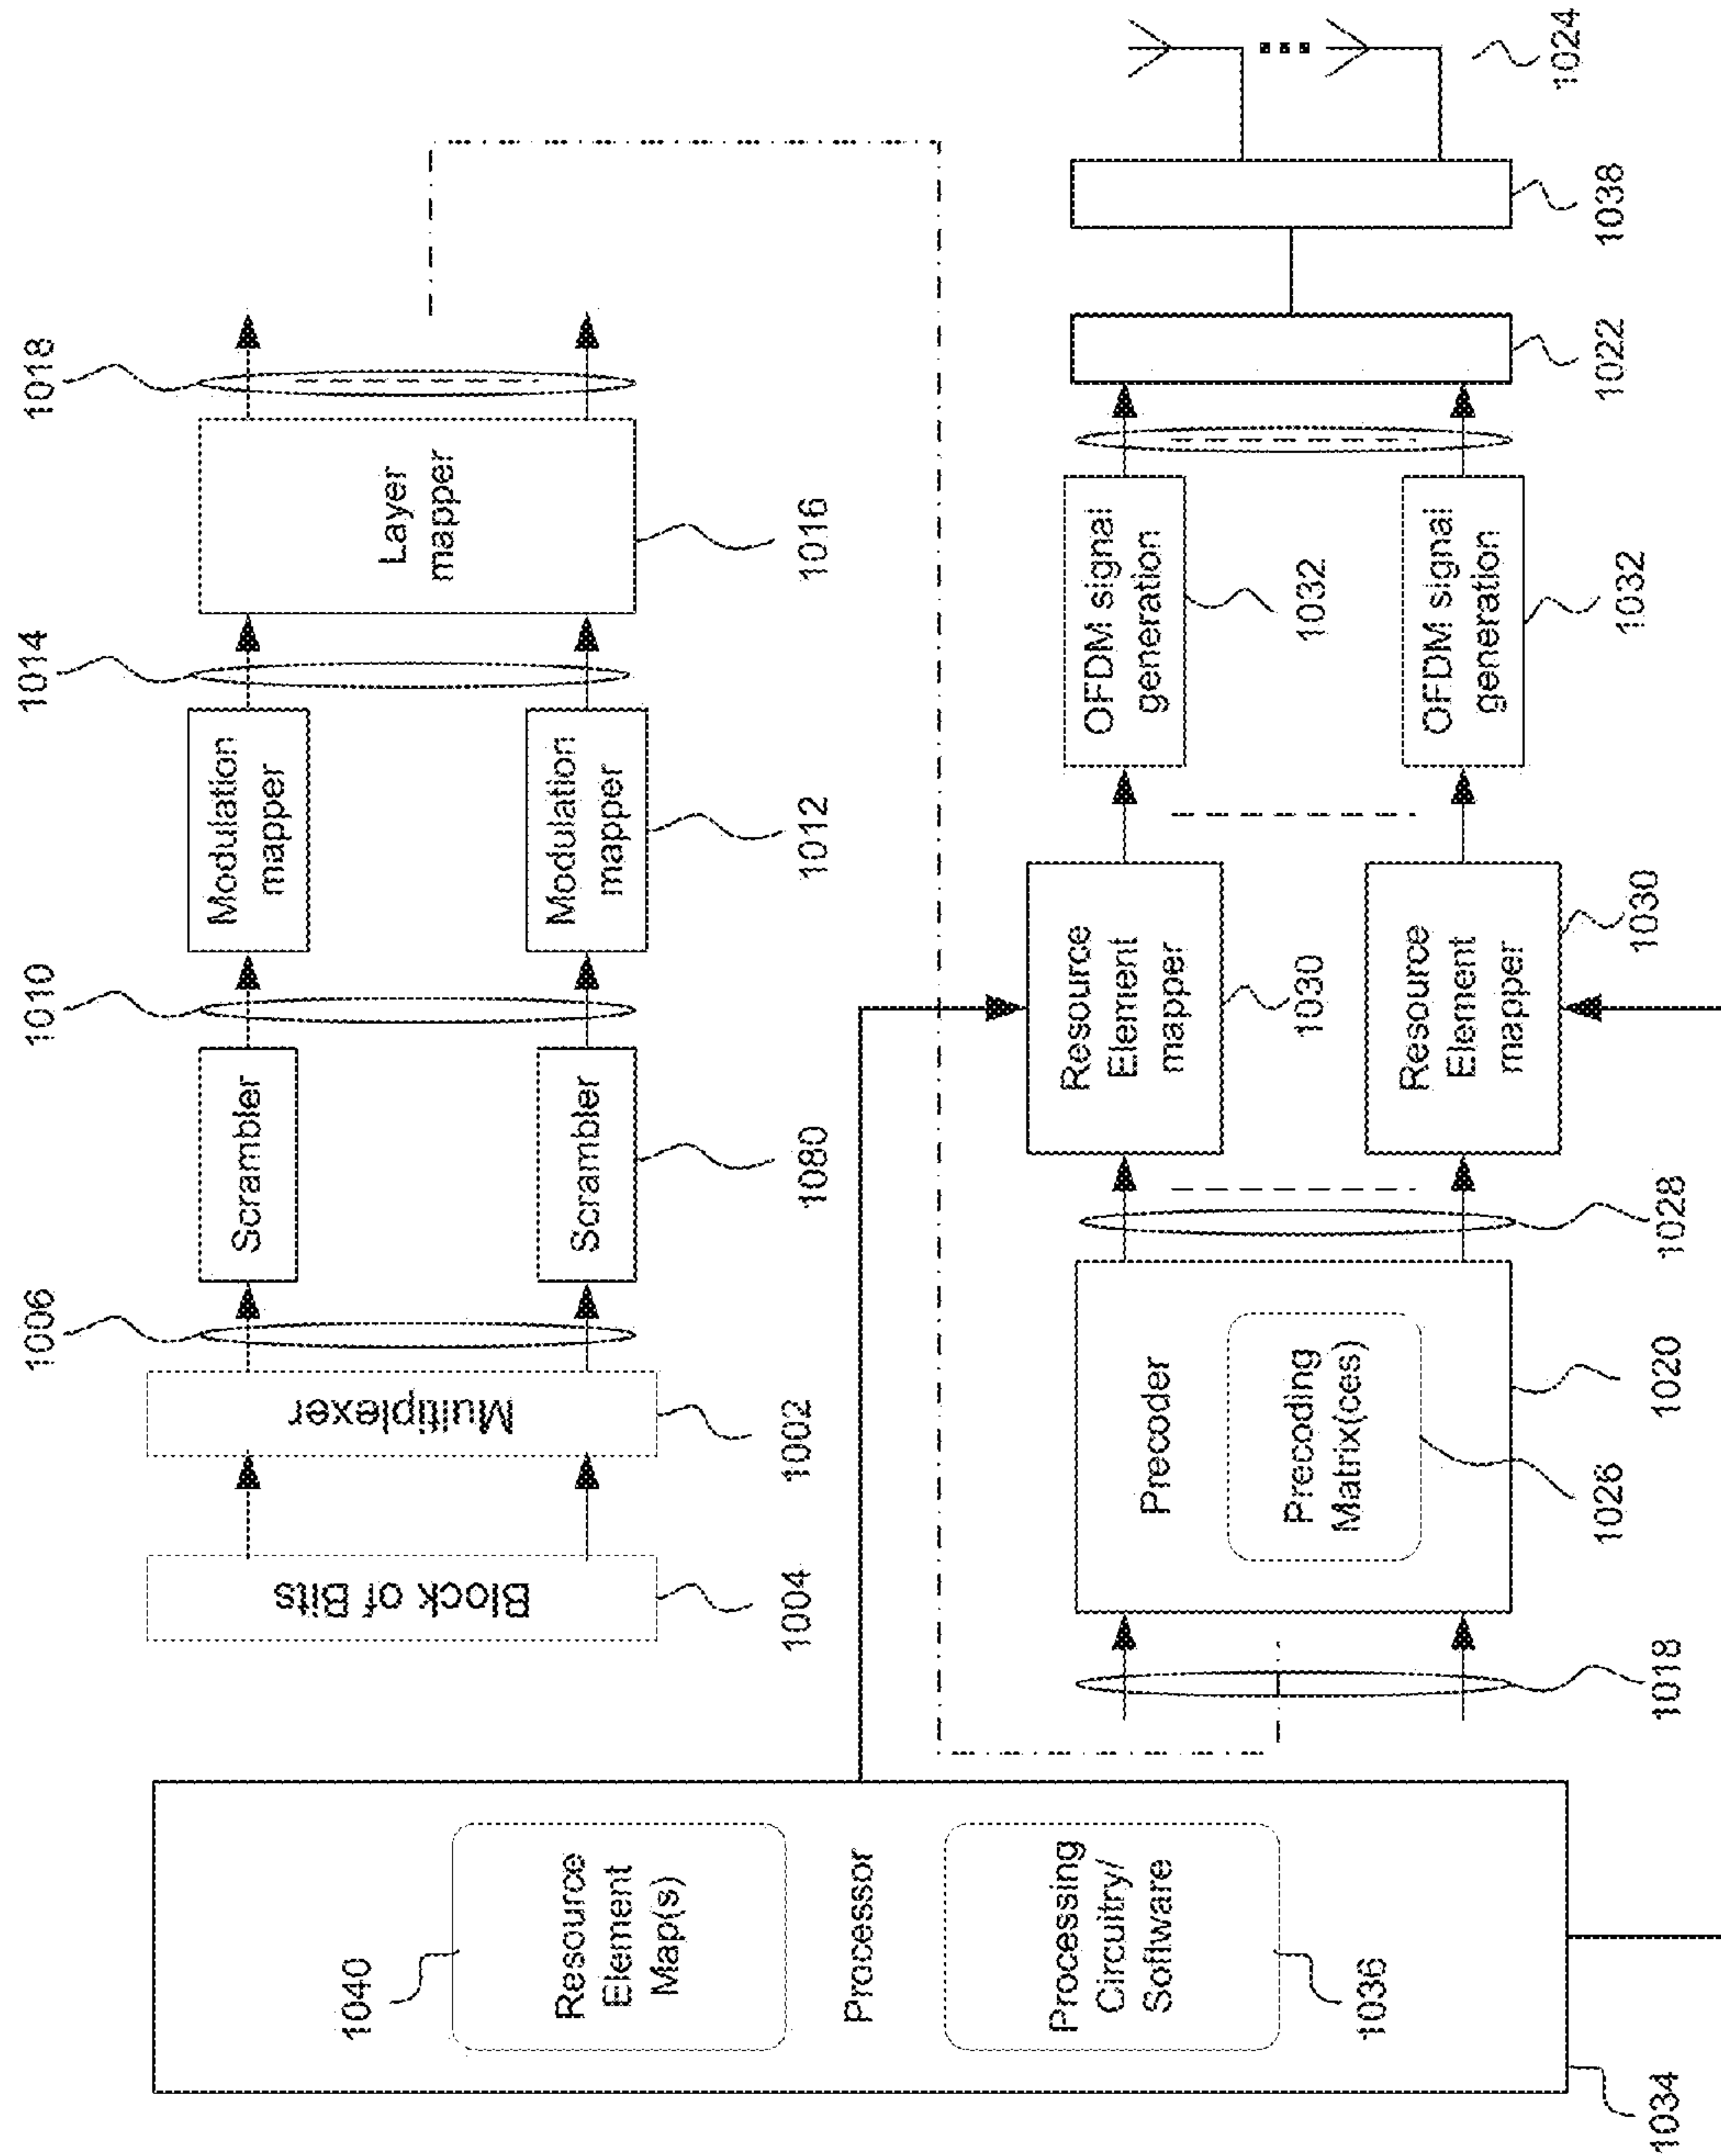 1040
Resource
Element
Map(s)
Processor
Processing
Circuitry/
Software
1036
1034
Block of Bits
1004
Multiplexer
1002
1006
Scrambler
Scrambler
1080
1010
Modulation
mapper
Modulation
mapper
1012
1014
Layer
mapper
1016
1018
1018
Precoder
Precoding
Matrix(ces)
1026
1020
1028
Resource
Element
mapper
1030
Resource
Element
mapper
1030
OFDM signal
generation
1032
OFDM signal
generation
1032
1022
1038
1024